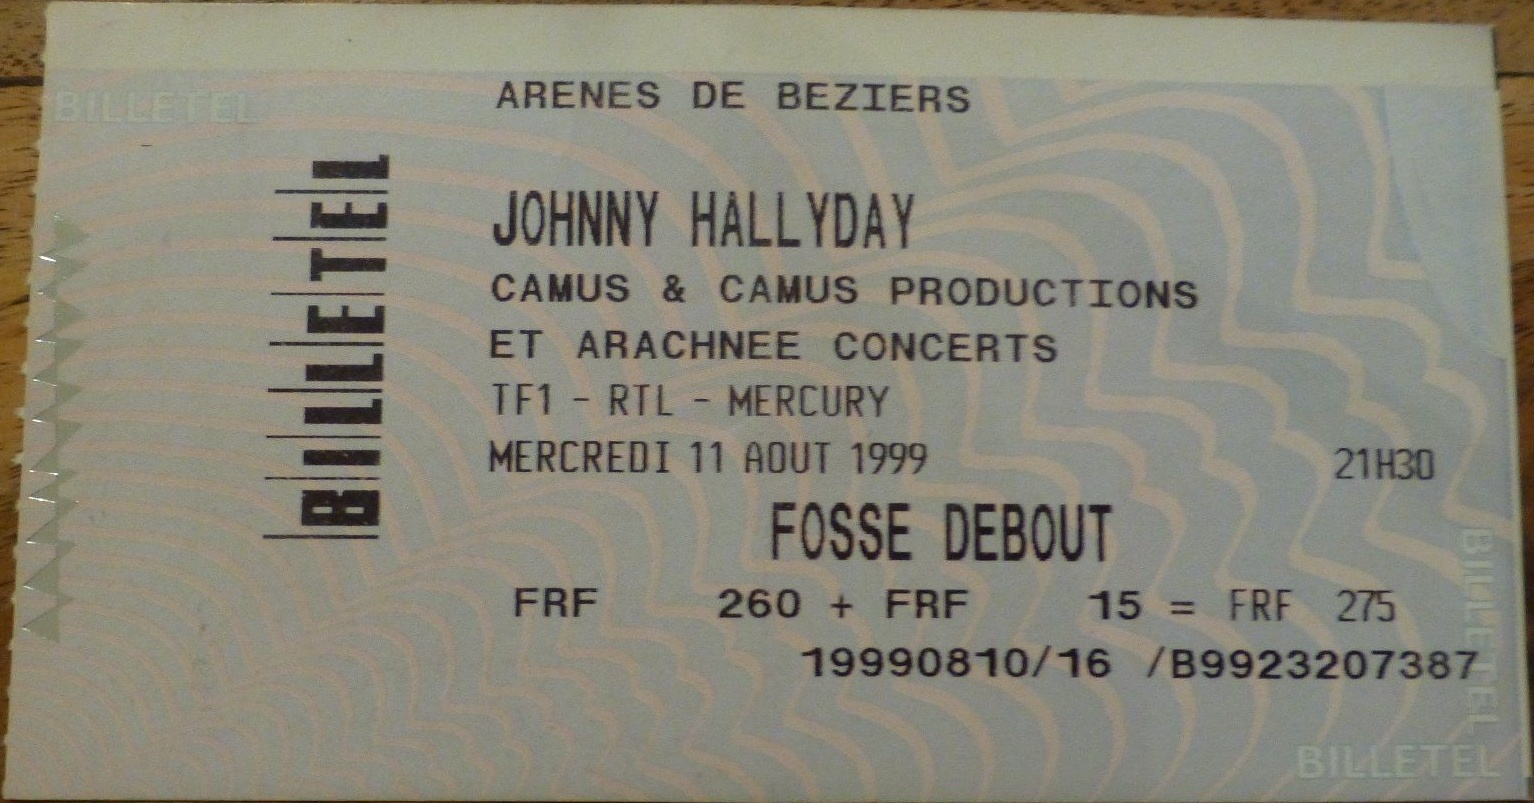 BILLETEL
ARENES DE BEZIERS
BILLETEL
JOHNNY HALLYDAY
CAMUS & CAMUS PRODUCTIONS
ET ARACHNEE CONCERTS
TF1 - RTL - MERCURY
MERCREDI 11 AOUT 1999 21H30
FOSSE DEBOUT
FRF 260 + FRF 15 = FRF 275
19990810/16 /B9923207387
BILLETEL
BILLETEL